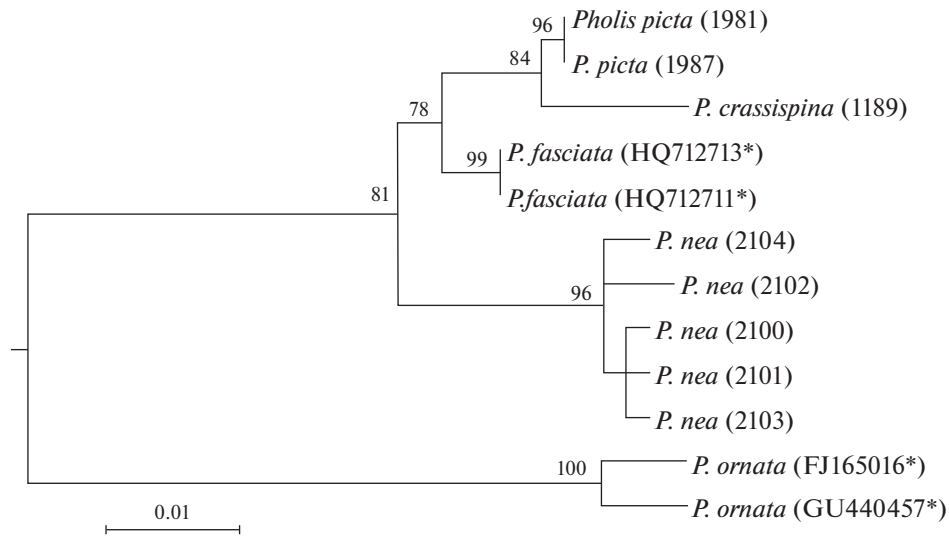 Pholis picta (1981)
96
P. picta (1987)
84
P. crassispina (1189)
78
P. fasciata (HQ712713*)
99
P.fasciata (HQ712711*)
81
P. nea (2104)
P. nea (2102)
96
P. nea (2100)
P. nea (2101)
P. nea (2103)
P. ornata (FJ165016*)
100
P. ornata (GU440457*)
0.01